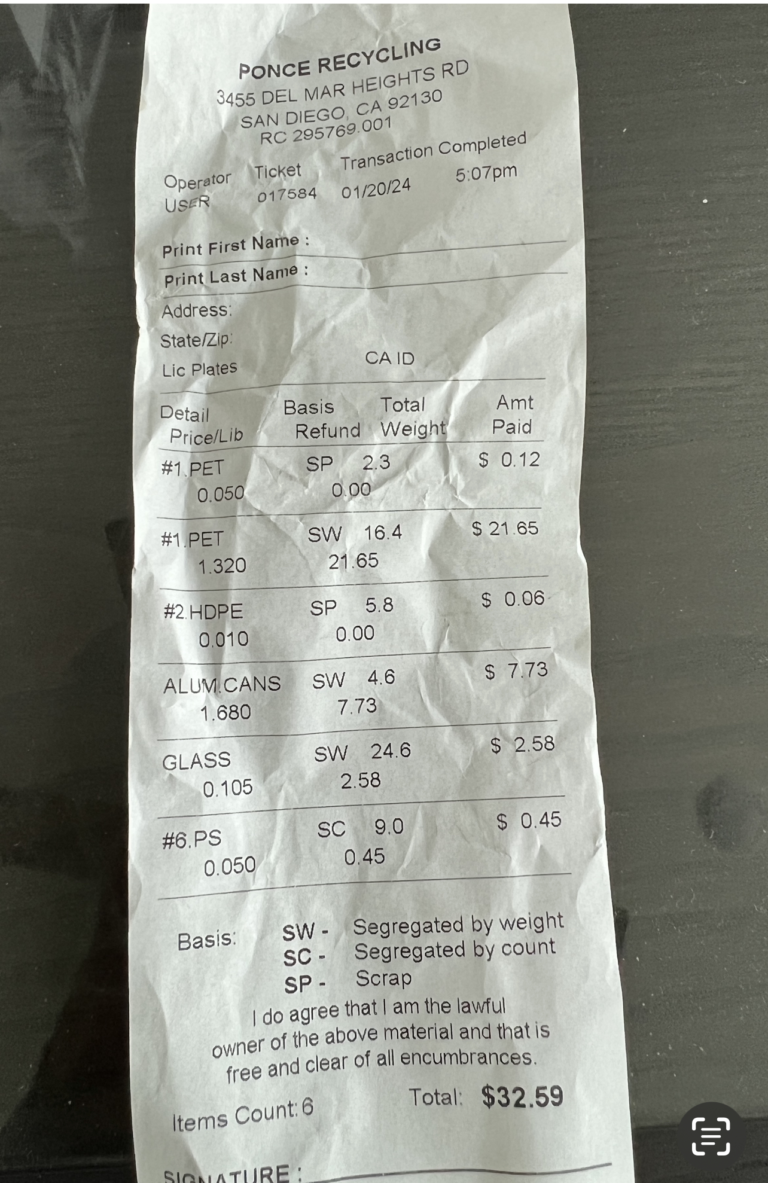 PONCE RECYCLING
3455 DEL MAR HEIGHTS RD
SAN DIEGO, CA 92130
RC 295769.001
Operator Ticket Transaction Completed
USER 017584 01/20/24 5:07pm
Print First Name :
Print Last Name :
Address:
State/Zip:
Lic Plates CA ID
Detail Basis Total Amt
Price/Lib Refund Weight Paid
#1.PET SP 2.3 $ 0.12
0.050 0.00
#1.PET SW 16.4 $ 21.65
1.320 21.65
#2.HDPE SP 5.8 $ 0.06
0.010 0.00
ALUM.CANS SW 4.6 $ 7.73
1.680 7.73
GLASS SW 24.6 $ 2.58
0.105 2.58
#6.PS SC 9.0 $ 0.45
0.050 0.45
Basis: SW - Segregated by weight
SC - Segregated by count
SP - Scrap
I do agree that I am the lawful
owner of the above material and that is
free and clear of all encumbrances.
Items Count: 6 Total: $32.59
SIGNATURE :